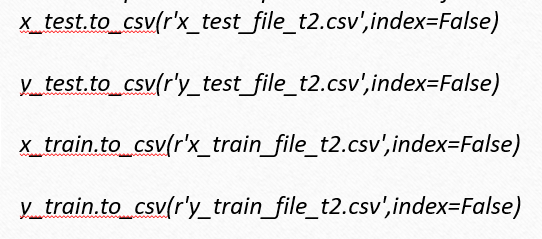 x_test.to_csv(r'x_test_file_t2.csv',index=False)
y_test.to_csv(r'y_test_file_t2.csv',index=False)
x_train.to_csv(r'x_train_file_t2.csv',index=False)
y_train.to_csv(r'y_train_file_t2.csv',index=False)